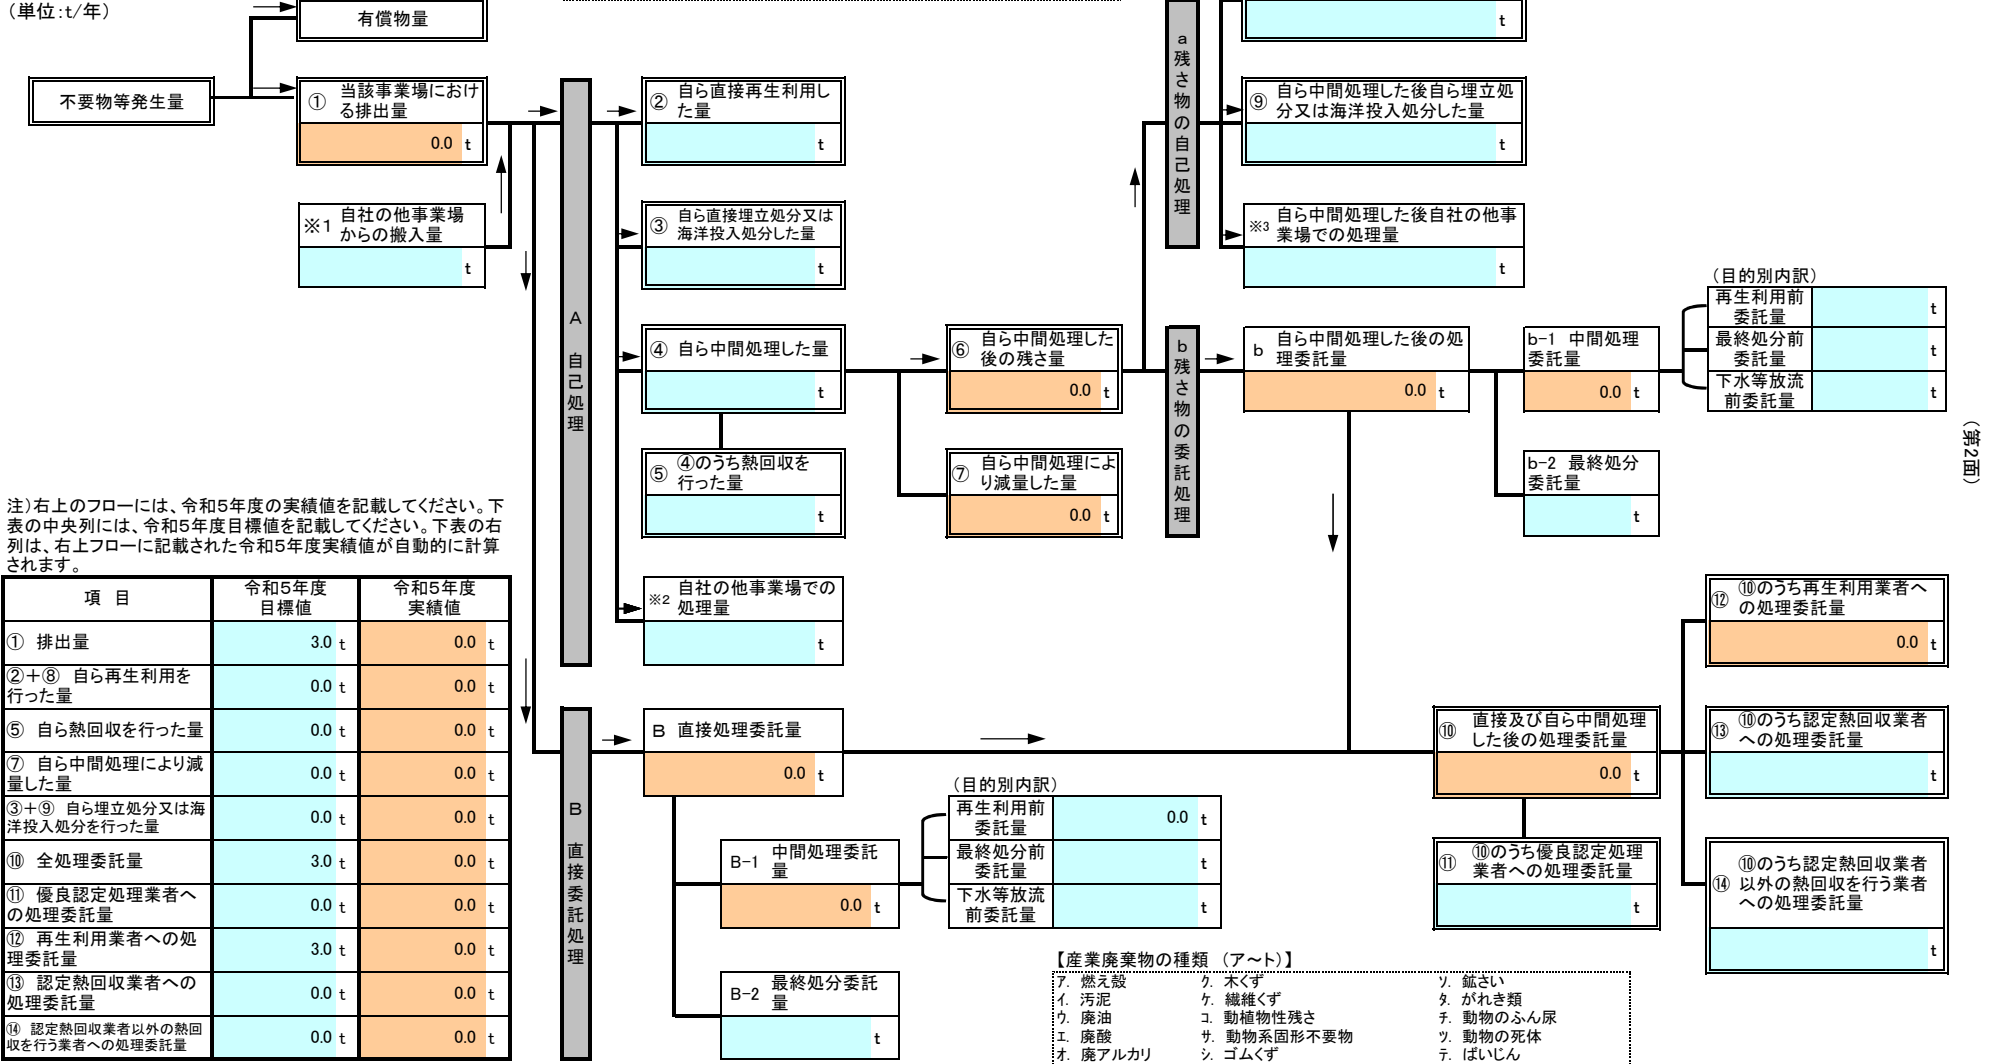 （単位：t/年）
有償物量
t
不要物等発生量
① 当該事業場におけ
る排出量
0.0 t
※1 自社の他事業場
からの搬入量
t
A 自己処理
② 自ら直接再生利用し
た量
t
③ 自ら直接埋立処分又は
海洋投入処分した量
t
④ 自ら中間処理した量
t
⑤ ④のうち熱回収を
行った量
t
※2 自社の他事業場での
処理量
t
⑥ 自ら中間処理した
後の残さ量
0.0 t
⑦ 自ら中間処理によ
り減量した量
0.0 t
a 残さ物の自己処理
⑨ 自ら中間処理した後自ら埋立処
分又は海洋投入処分した量
t
※3 自ら中間処理した後自社の他事
業場での処理量
t
b 残さ物の委託処理
b 自ら中間処理した後の処
理委託量
0.0 t
b-1 中間処理
委託量
0.0 t
（目的別内訳）
再生利用前
委託量 t
最終処分前
委託量 t
下水等放流
前委託量 t
b-2 最終処分
委託量
t
（第2面）
注）右上のフローには、令和5年度の実績値を記載してください。下
表の中央列には、令和5年度目標値を記載してください。下表の右
列は、右上フローに記載された令和5年度実績値が自動的に計算
されます。
項 目 令和5年度
目標値 令和5年度
実績値
① 排出量 3.0 t 0.0 t
②＋⑧ 自ら再生利用を
行った量 0.0 t 0.0 t
⑤ 自ら熱回収を行った量 0.0 t 0.0 t
⑦ 自ら中間処理により減
量した量 0.0 t 0.0 t
③＋⑨ 自ら埋立処分又は海
洋投入処分を行った量 0.0 t 0.0 t
⑩ 全処理委託量 3.0 t 0.0 t
⑪ 優良認定処理業者へ
の処理委託量 0.0 t 0.0 t
⑫ 再生利用業者への処
理委託量 3.0 t 0.0 t
⑬ 認定熱回収業者への
処理委託量 0.0 t 0.0 t
⑭ 認定熱回収業者以外の熱回
収を行う業者への処理委託量 0.0 t 0.0 t
B 直接委託処理
B 直接処理委託量
0.0 t
B-1 中間処理委託
量
0.0 t
（目的別内訳）
再生利用前
委託量 0.0 t
最終処分前
委託量 t
下水等放流
前委託量 t
B-2 最終処分委託
量
t
⑩ 直接及び自ら中間処理
した後の処理委託量
0.0 t
⑪ ⑩のうち優良認定処理
業者への処理委託量
t
⑫ ⑩のうち再生利用業者へ
の処理委託量
0.0 t
⑬ ⑩のうち認定熱回収業者
への処理委託量
t
⑭ ⑩のうち認定熱回収業者
以外の熱回収を行う業者
への処理委託量
t
【産業廃棄物の種類 （ア～ト）】
ア. 燃え殻 ク. 木くず ソ. 鉱さい
イ. 汚泥 ケ. 繊維くず タ. がれき類
ウ. 廃油 コ. 動植物性残さ チ. 動物のふん尿
エ. 廃酸 サ. 動物系固形不要物 ツ. 動物の死体
オ. 廃アルカリ シ. ゴムくず テ. ばいじん